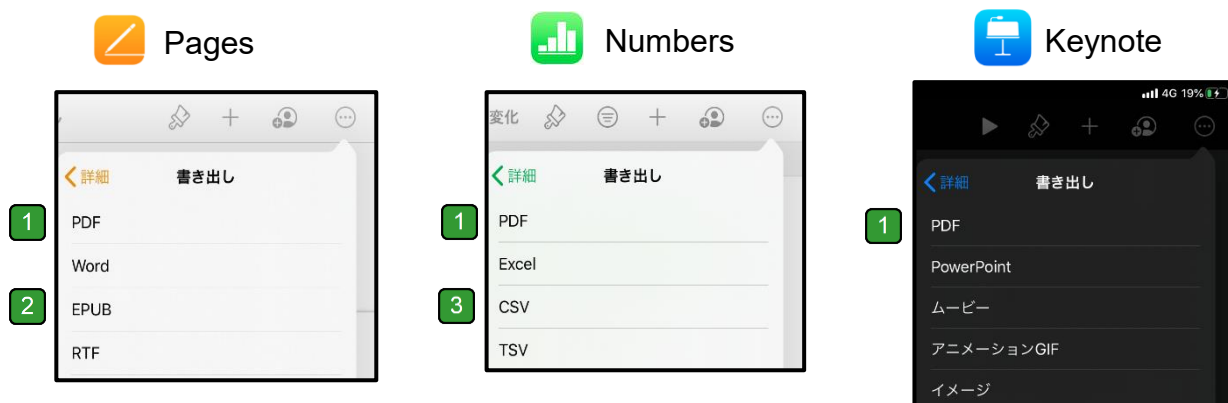 Pages
変化
詳細 書き出し
1 PDF
Word
2 EPUB
RTF
Numbers
詳細 書き出し
1 PDF
Excel
3 CSV
TSV
Keynote
4G 19%
詳細 書き出し
1 PDF
PowerPoint
ムービー
アニメーションGIF
イメージ